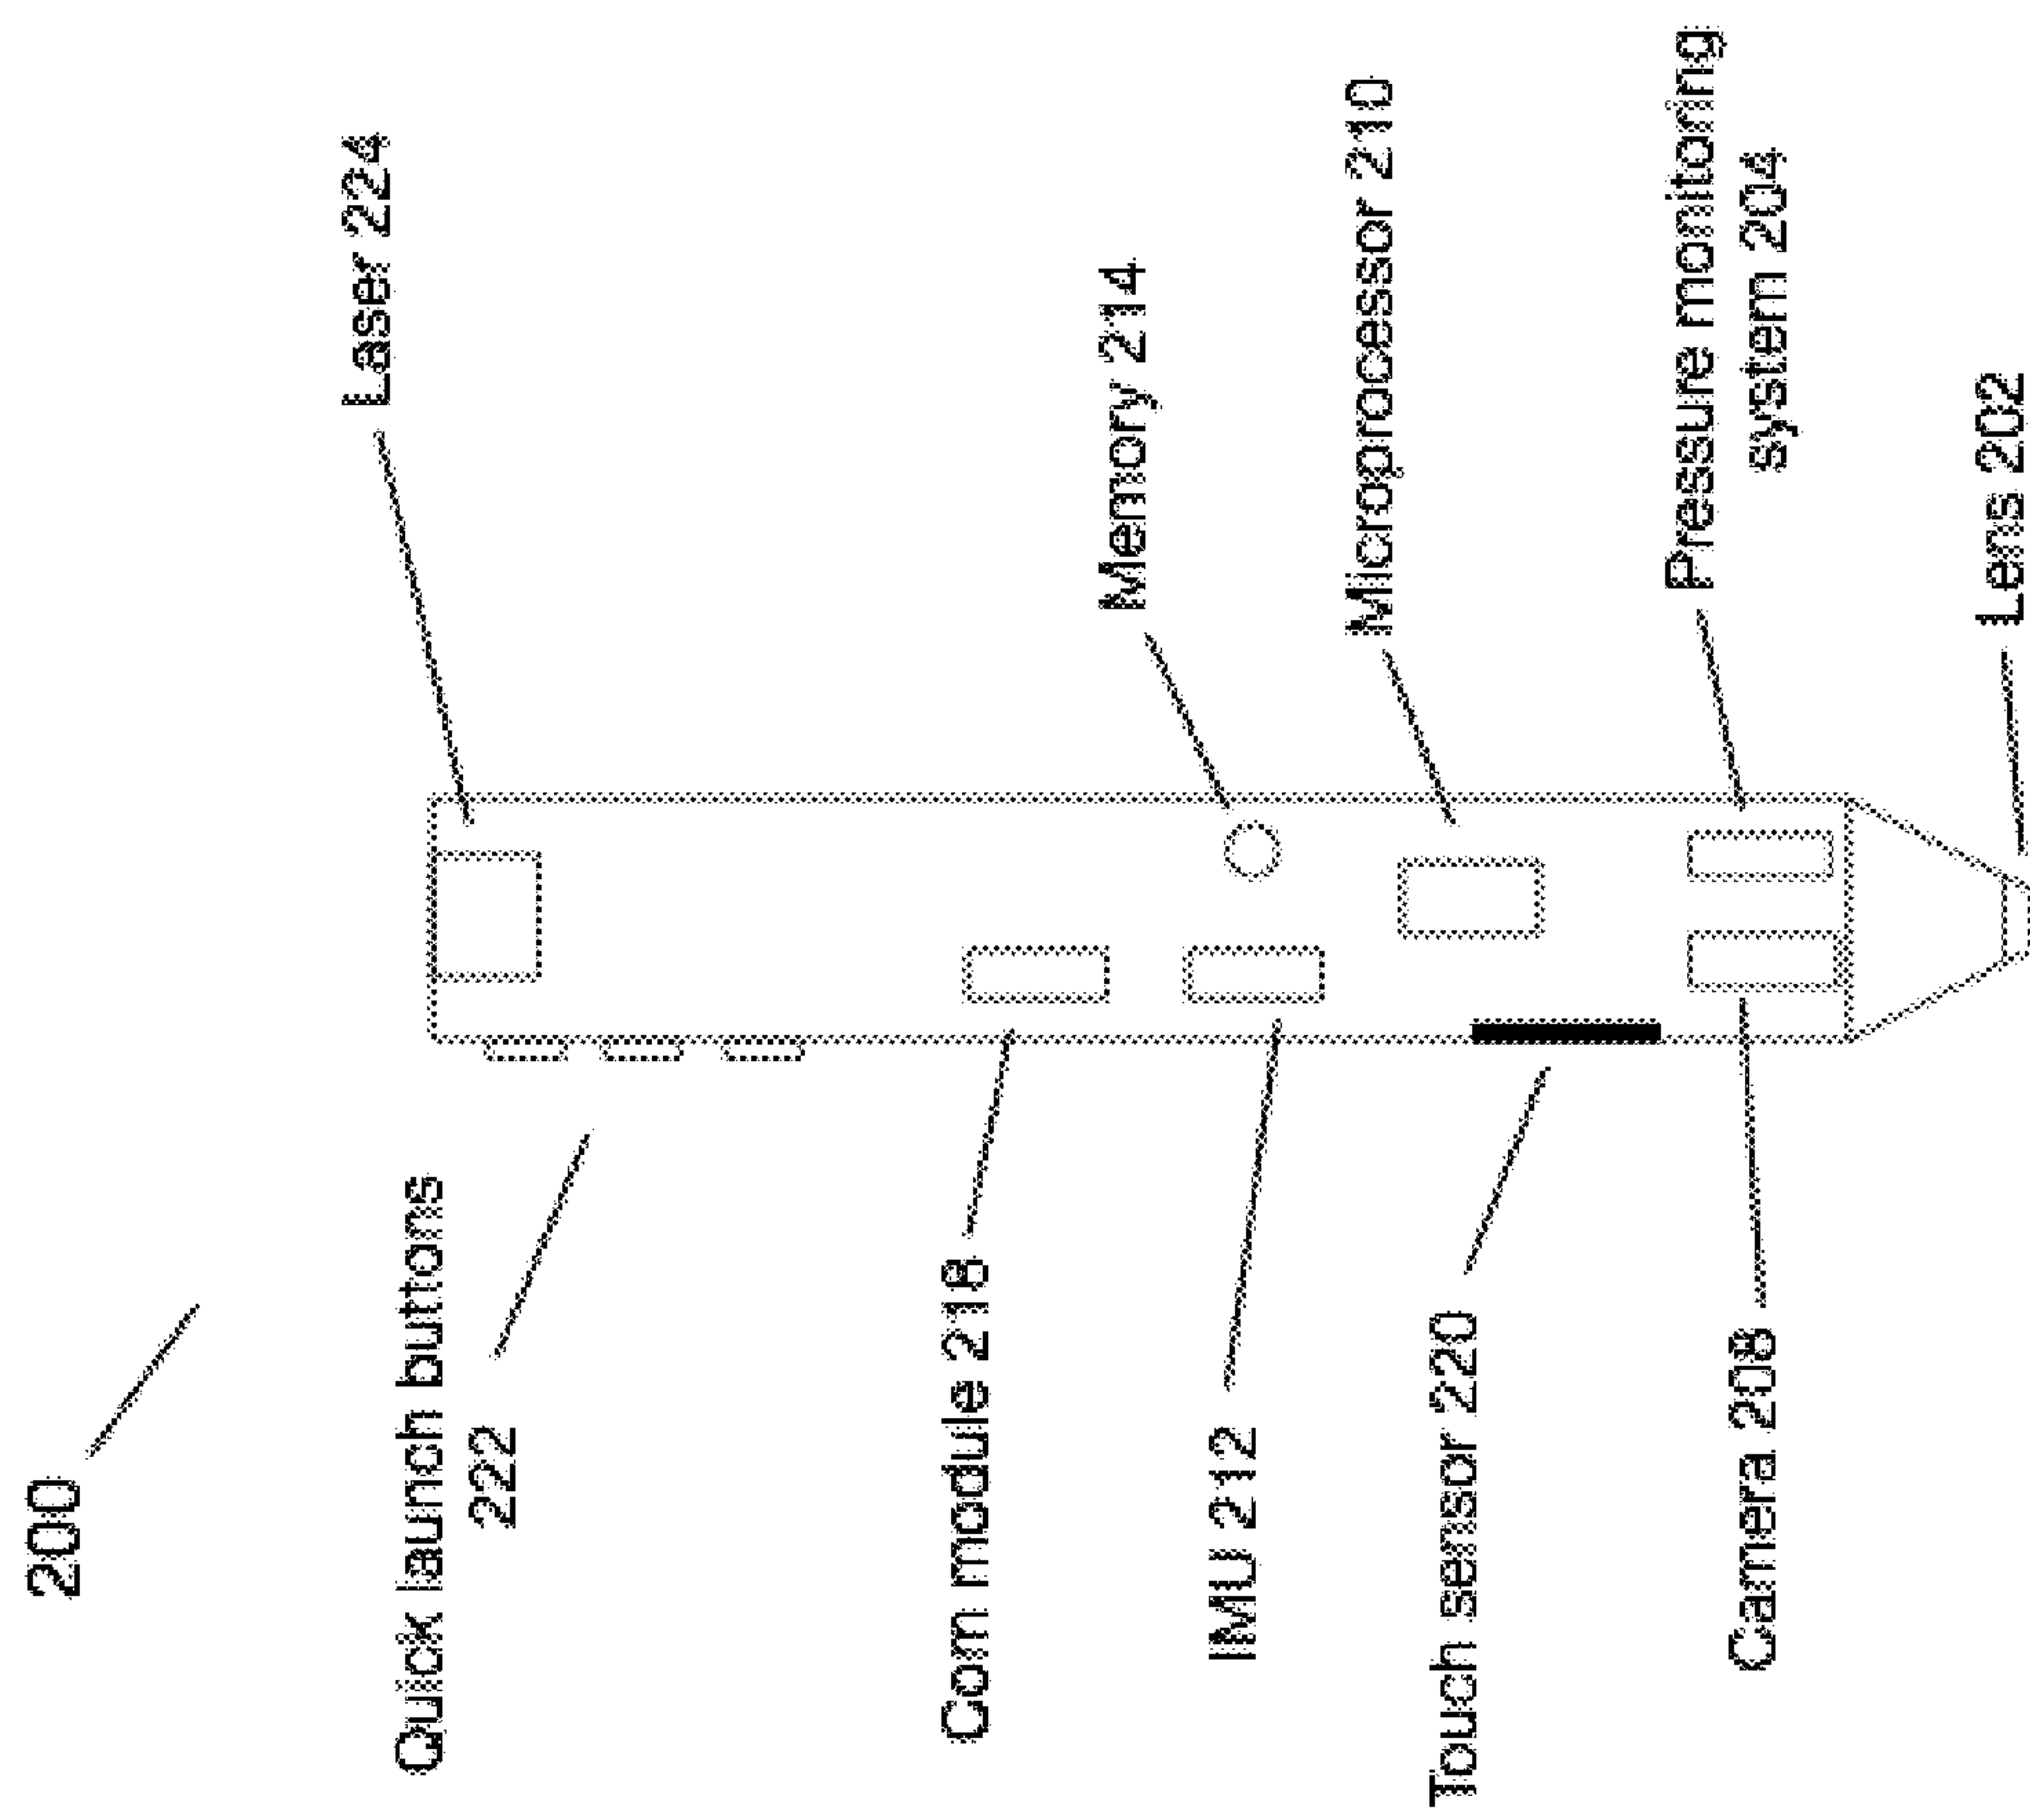 200
Laser 224
Quick launch buttons
222
Com module 218
Memory 214
IMU 212
Microprocessor 210
Touch sensor 220
Pressure monitoring
system 204
Camera 208
Lens 202